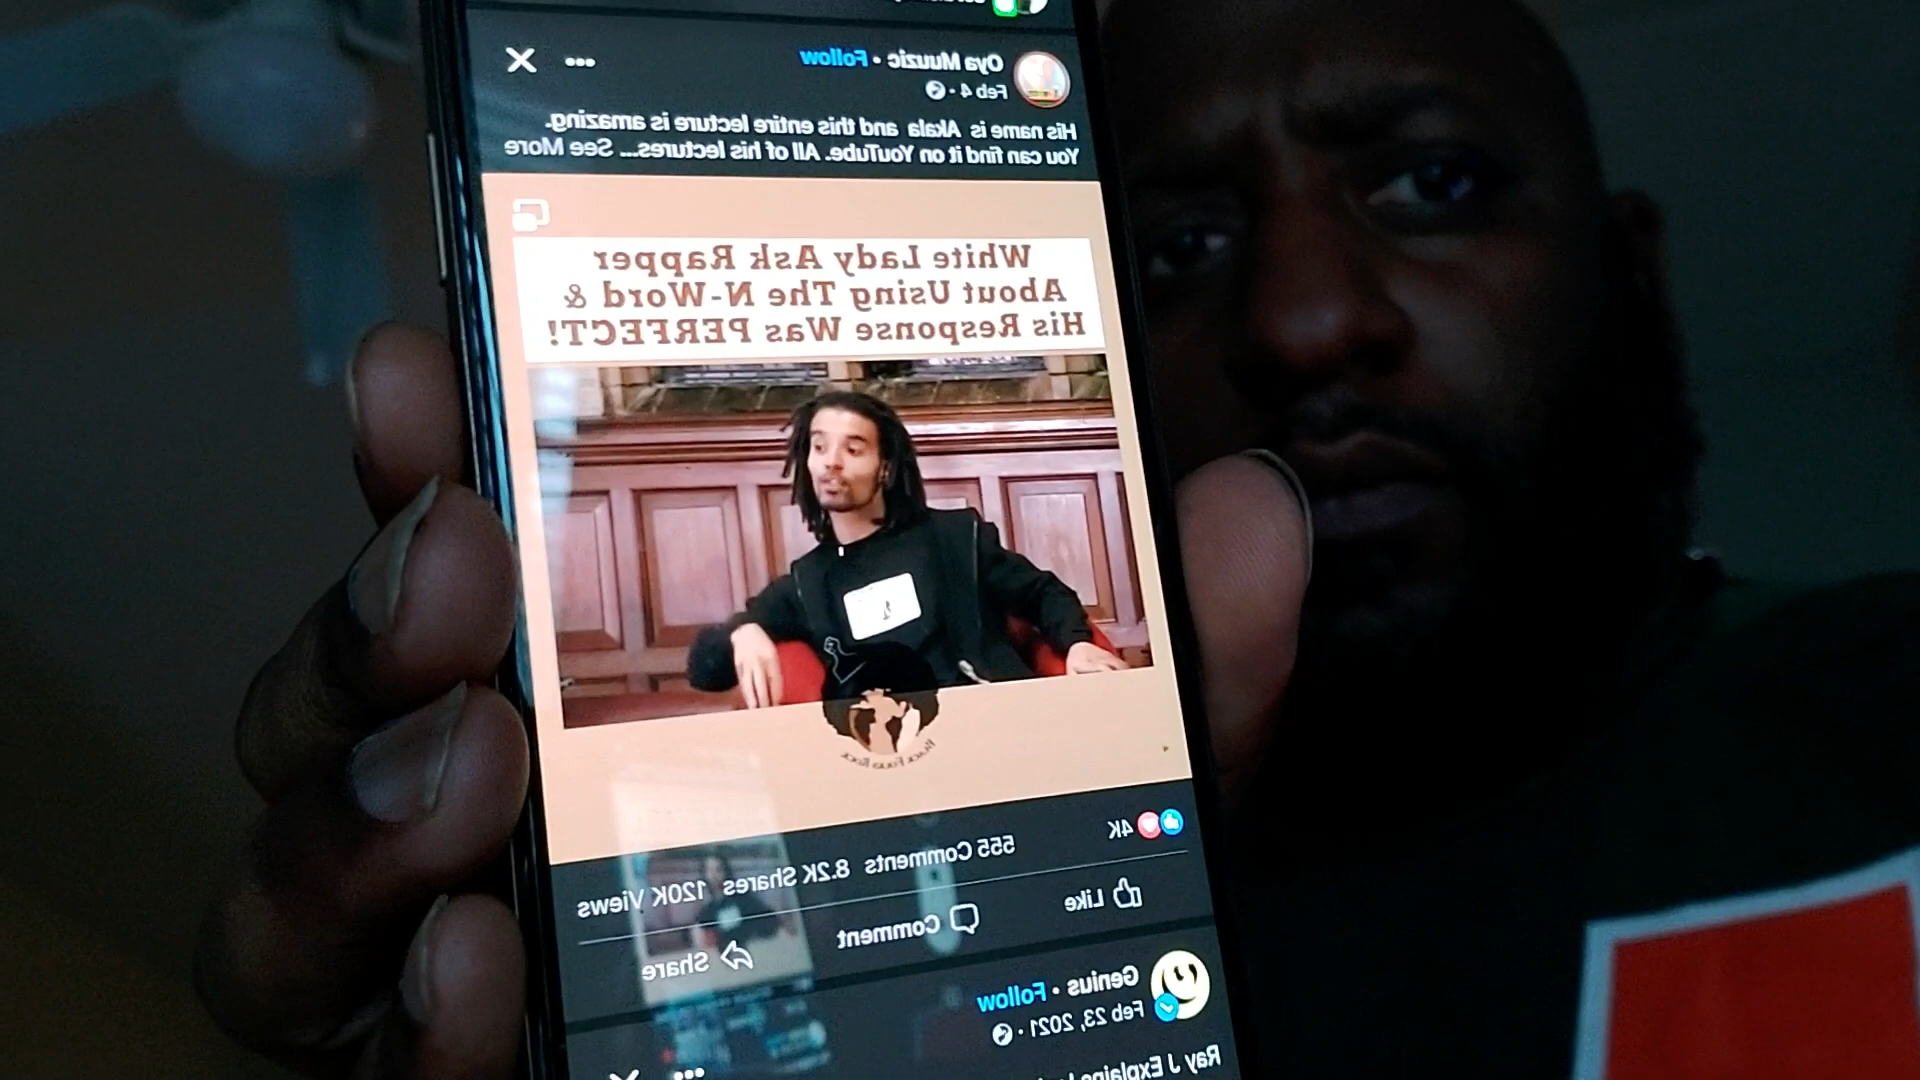 Oya Muuzic • Follow
Feb 4 •
His name is Akala and this entire lecture is amazing.
You can find it on YouTube. All of his lectures... See More
White Lady Ask Rapper
About Using The N-Word &
His Response Was PERFECT!
4K
555 Comments 8.2K Shares 120K Views
Like
Comment
Share
Genius • Follow
Feb 23, 2021 •
Ray J Explains